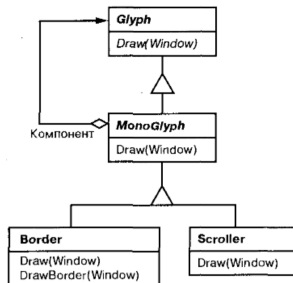 Glyph
Draw(Window)
Компонент
MonoGlyph
Draw(Window)
Border
Draw(Window)
DrawBorder(Window)
Scroller
Draw(Window)